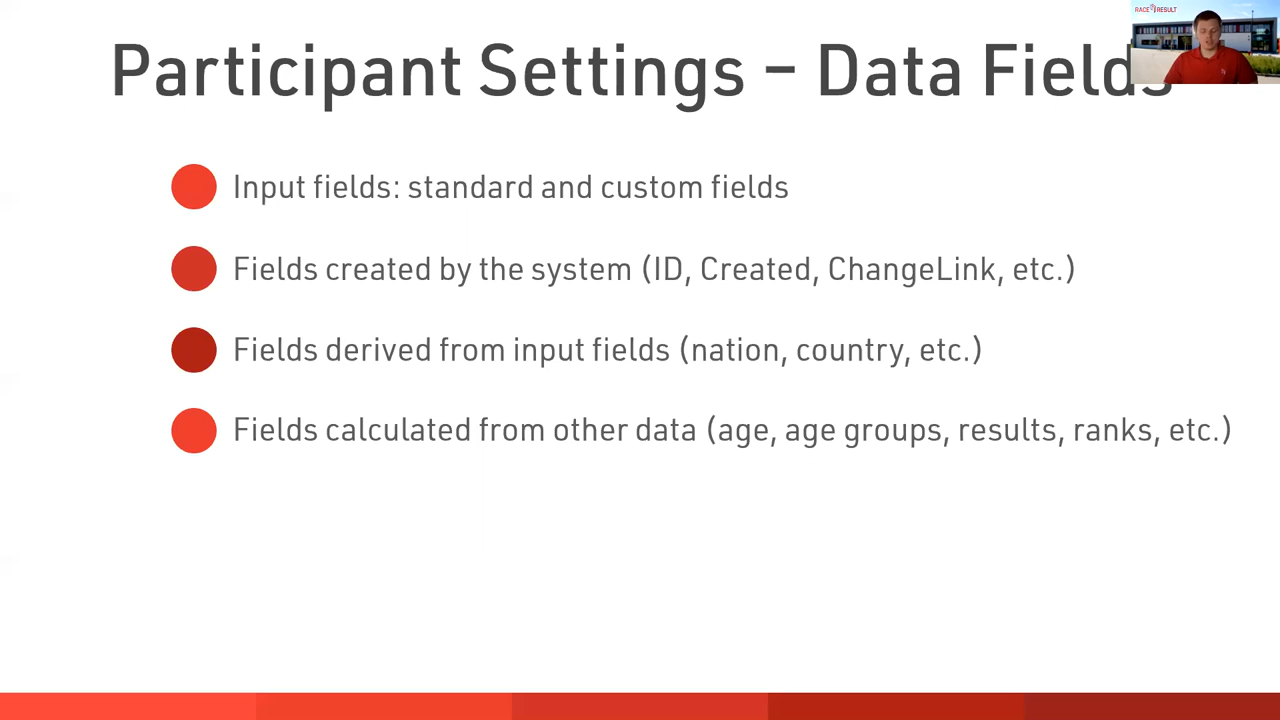 Participant Settings – Data Fields
RACE RESULT
Input fields: standard and custom fields
Fields created by the system (ID, Created, ChangeLink, etc.)
Fields derived from input fields (nation, country, etc.)
Fields calculated from other data (age, age groups, results, ranks, etc.)